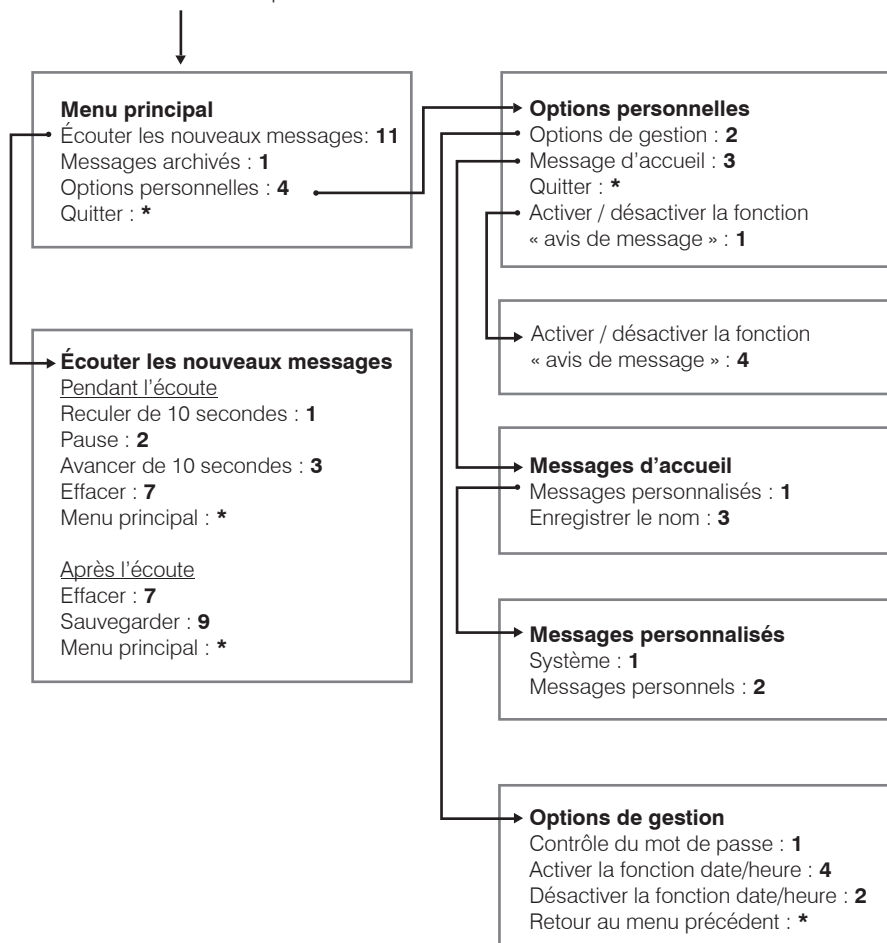 Menu principal
Écouter les nouveaux messages: 11
Messages archivés : 1
Options personnelles : 4
Quitter : *
Écouter les nouveaux messages
Pendant l'écoute
Reculer de 10 secondes : 1
Pause : 2
Avancer de 10 secondes : 3
Effacer : 7
Menu principal : *
Après l'écoute
Effacer : 7
Sauvegarder : 9
Menu principal : *
Options personnelles
Options de gestion : 2
Message d'accueil : 3
Quitter : *
Activer / désactiver la fonction
« avis de message » : 1
Activer / désactiver la fonction
« avis de message » : 4
Messages d'accueil
Messages personnalisés : 1
Enregistrer le nom : 3
Messages personnalisés
Système : 1
Messages personnels : 2
Options de gestion
Contrôle du mot de passe : 1
Activer la fonction date/heure : 4
Désactiver la fonction date/heure : 2
Retour au menu précédent : *